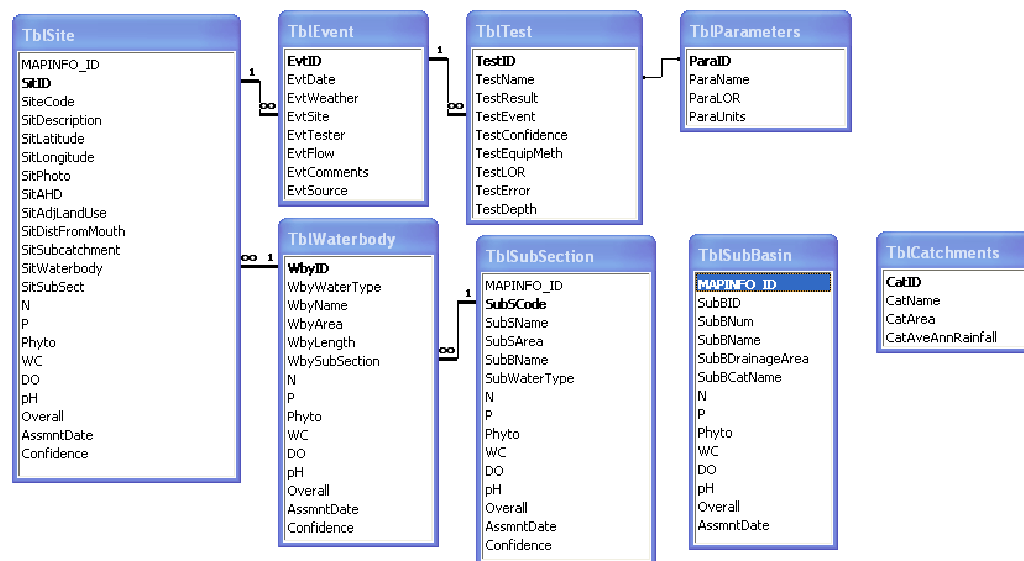 TblSite
MAPINFO_ID
SitID
SiteCode
SitDescription
SitLatitude
SitLongitude
SitPhoto
SitAHD
SitAdjLandUse
SitDistFromMouth
SitSubcatchment
SitWaterbody
SitSubSect
N
P
Phyto
WC
DO
pH
Overall
AssmntDate
Confidence
1
∞
TblEvent
EvtID
EvtDate
EvtWeather
EvtSite
EvtTester
EvtFlow
EvtComments
EvtSource
1
∞
TblTest
TestID
TestName
TestResult
TestEvent
TestConfidence
TestEquipMeth
TestLOR
TestError
TestDepth
TblParameters
ParaID
ParaName
ParaLOR
ParaUnits
∞ 1
TblWaterbody
WbyID
WbyWaterType
WbyName
WbyArea
WbyLength
WbySubSection
N
P
Phyto
WC
DO
pH
Overall
AssmntDate
Confidence
1
∞
TblSubSection
MAPINFO_ID
SubSCode
SubSName
SubSArea
SubBName
SubWaterType
N
P
Phyto
WC
DO
pH
Overall
AssmntDate
Confidence
TblSubBasin
MAPINFO_ID
SubBID
SubBNum
SubBName
SubBDrainageArea
SubBCatName
N
P
Phyto
WC
DO
pH
Overall
AssmntDate
TblCatchments
CatID
CatName
CatArea
CatAveAnnRainfall